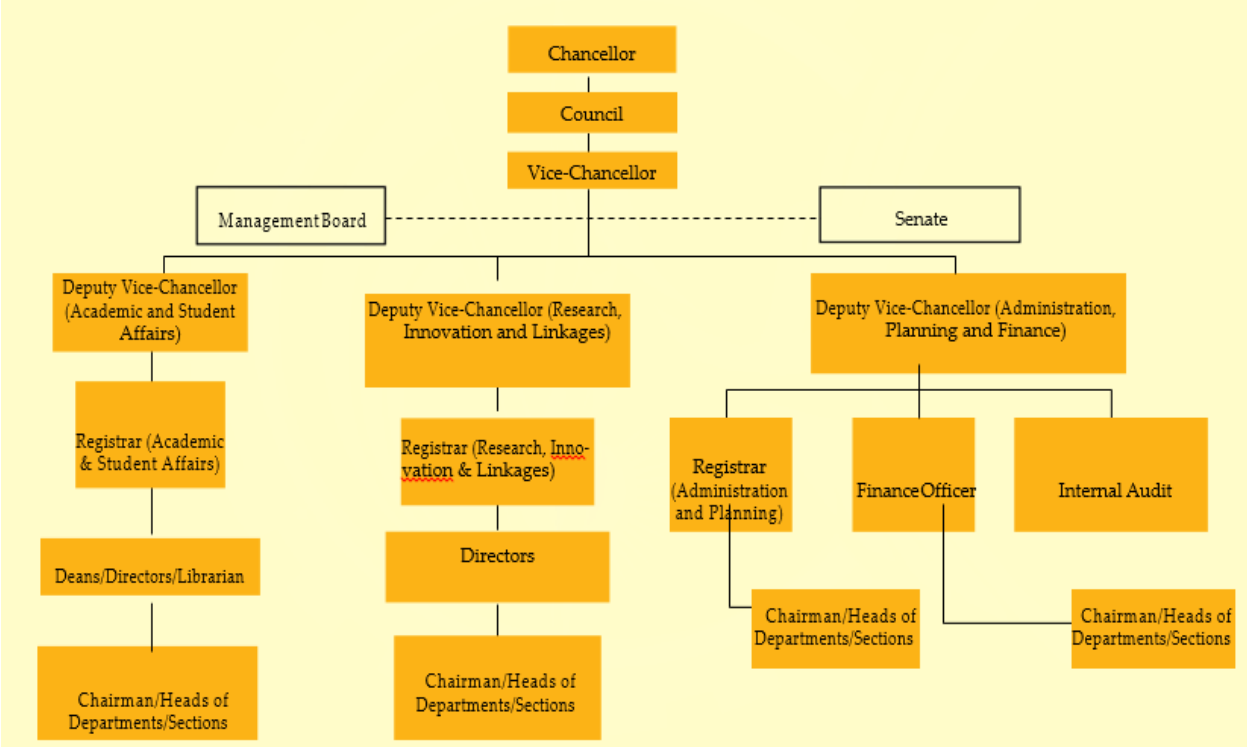 Chancellor
Council
Vice-Chancellor
Management Board
Senate
Deputy Vice-Chancellor
(Academic and Student
Affairs)
Deputy Vice-Chancellor (Research,
Innovation and Linkages)
Deputy Vice-Chancellor (Administration,
Planning and Finance)
Registrar (Academic
& Student Affairs)
Registrar (Research, Inno-
vation & Linkages)
Registrar
(Administration
and Planning)
Finance Officer
Internal Audit
Deans/Directors/Librarian
Directors
Chairman/Heads of
Departments/Sections
Chairman/Heads of
Departments/Sections
Chairman/Heads of
Departments/Sections
Chairman/Heads of
Departments/Sections